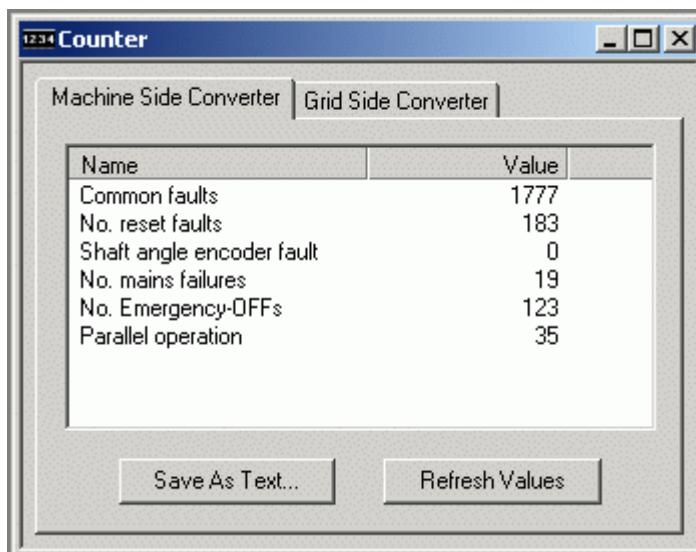 1234 Counter
Machine Side Converter Grid Side Converter
Name Value
Common faults 1777
No. reset faults 183
Shaft angle encoder fault 0
No. mains failures 19
No. Emergency-OFFs 123
Parallel operation 35
Save As Text... Refresh Values